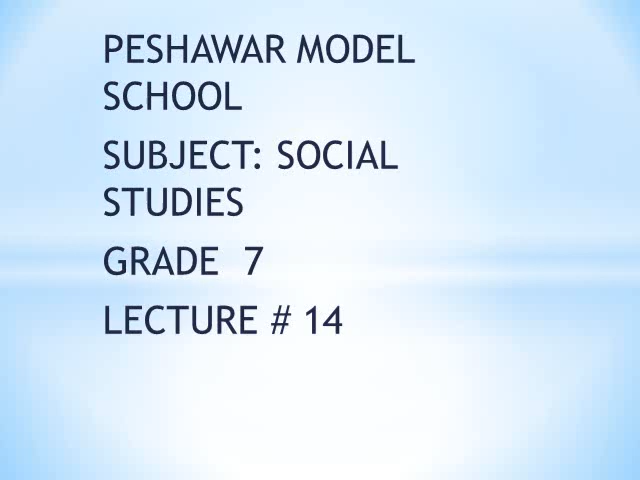 PESHAWAR MODEL
SCHOOL
SUBJECT: SOCIAL
STUDIES
GRADE  7
LECTURE # 14